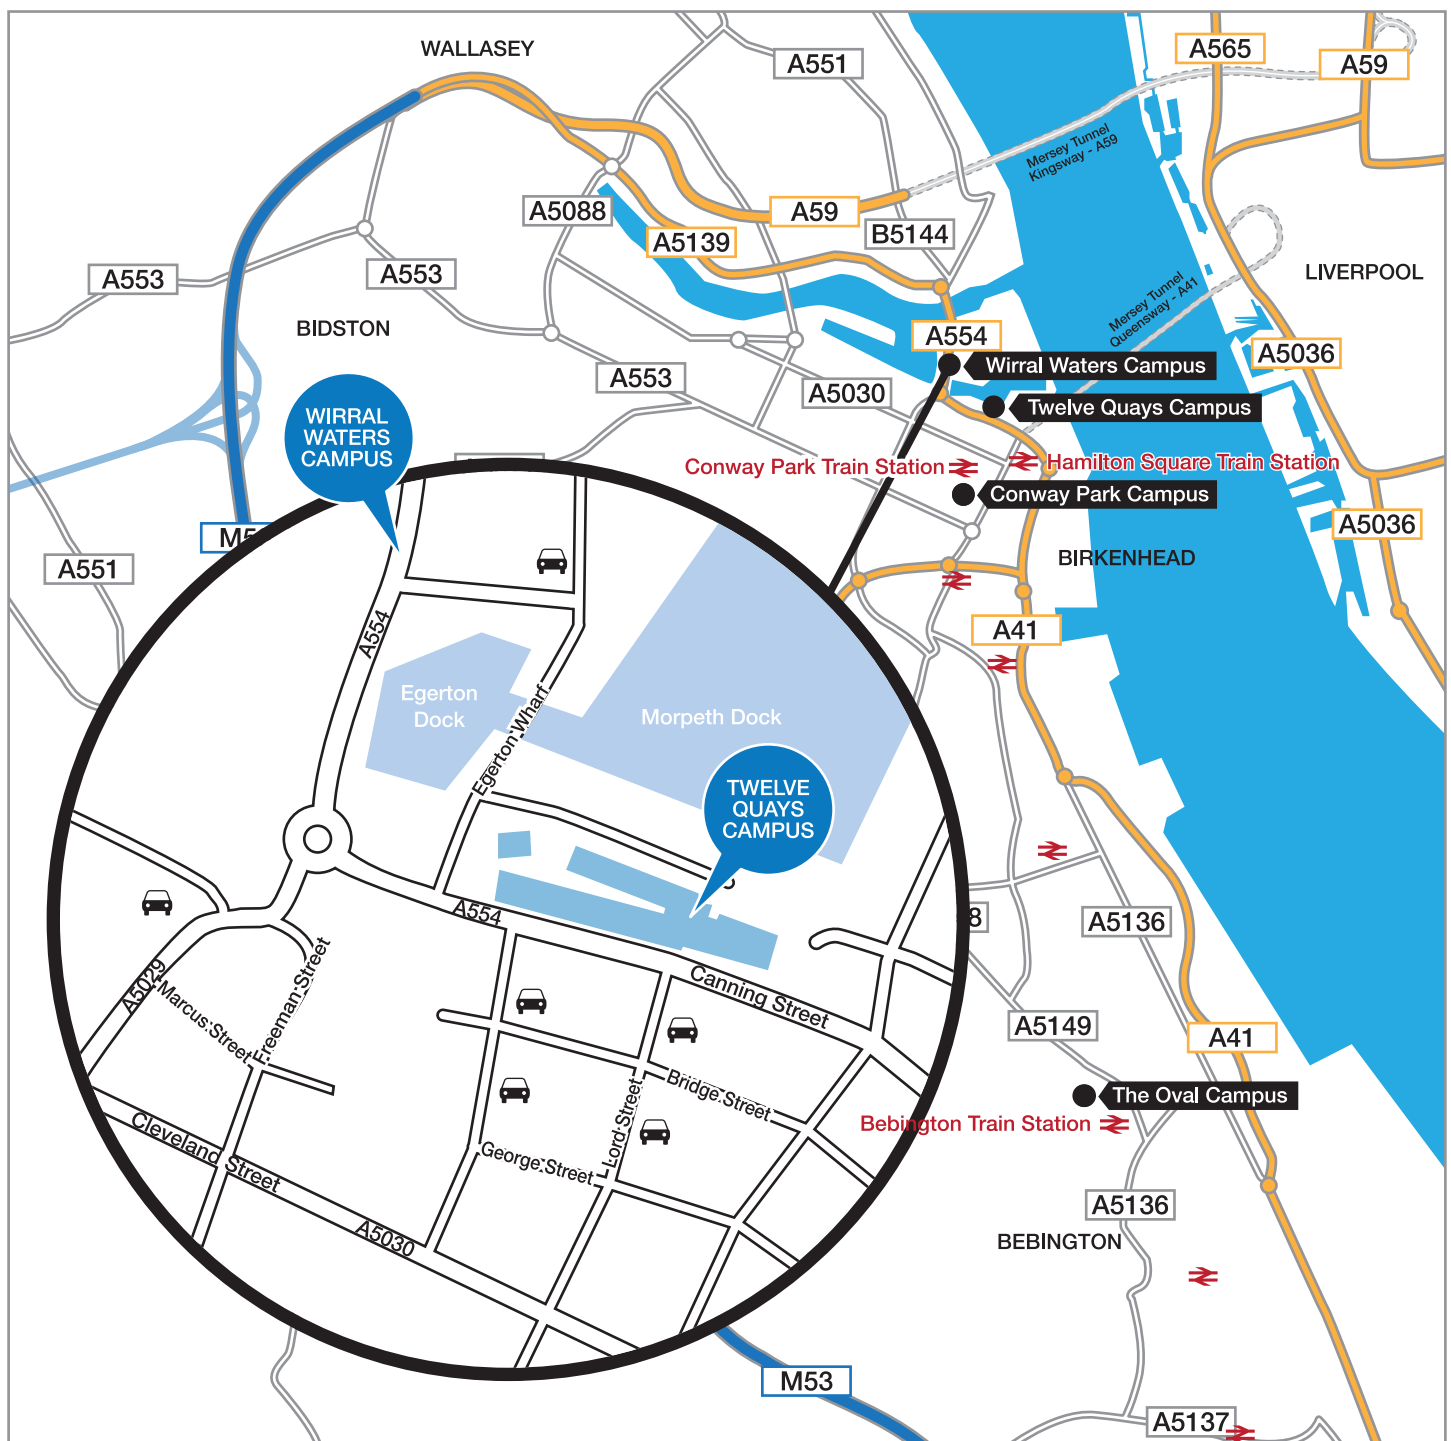 WALLASEY
A551
A565
A59
Mersey Tunnel
Kingsway - A59
A5088
A59
A5139
B5144
A553
A553
LIVERPOOL
Mersey Tunnel
Queensway - A41
BIDSTON
A554
A5036
Wirral Waters Campus
A553
A5030
Twelve Quays Campus
WIRRAL
WATERS
CAMPUS
Conway Park Train Station
Hamilton Square Train Station
Conway Park Campus
A5036
M5
A551
BIRKENHEAD
A554
A41
Egerton
Dock
Morpeth Dock
Egerton Wharf
TWELVE
QUAYS
CAMPUS
A554
8
A5136
A5029
Marcus Street
Freeman Street
Canning Street
A5149
A41
Bridge Street
Lord Street
The Oval Campus
Bebington Train Station
Cleveland Street
George Street
A5030
A5136
BEBINGTON
M53
A5137